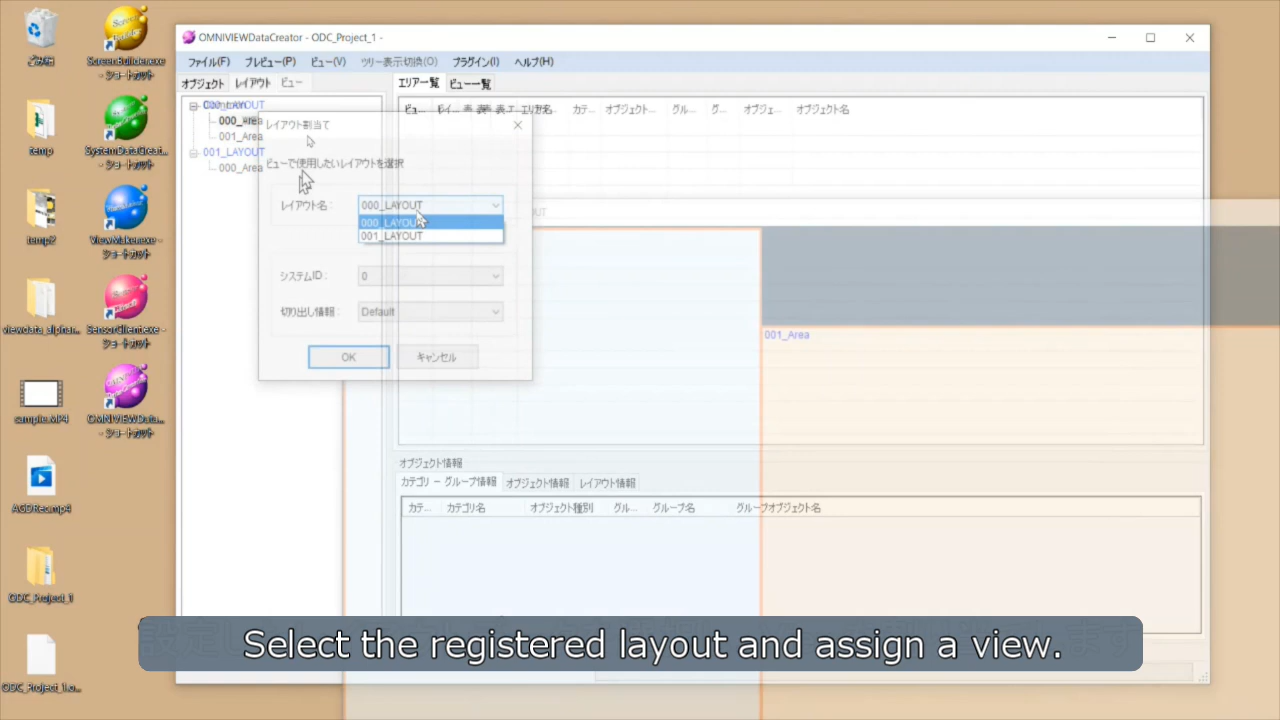 OMNIVIEWDataCreator - ODC_Project_1 -
ファイル(F) プレビュー(P) ビュー(V) ツリー表示切換(O) プラグイン(I) ヘルプ(H)
オブジェクト レイアウト ビュー
エリア一覧 ビュー一覧
000_LAYOUT
000_Area
001_Area
001_LAYOUT
000_Area
ビュー... カテ... オブジェクト... グル... グ... オブジェ... オブジェクト名
レイアウト割当て
ビューで使用したいレイアウトを選択
レイアウト名 :
000_LAYOUT
000_LAYOUT
001_LAYOUT
システムID :
0
切り出し情報 :
Default
OK
キャンセル
001_Area
オブジェクト情報
カテゴリ - グループ情報 オブジェクト情報 レイアウト情報
カテ... カテゴリ名 オブジェクト種別 グル... グループ名 グループオブジェクト名
ごみ箱
ScreenBuilder.exe
- ショートカット
temp
SystemDataCreat...
- ショートカット
temp2
ViewMaker.exe -
ショートカット
viewdata_alphar...
SensorClient.exe -
ショートカット
sample.MP4
OMNIVIEWData...
- ショートカット
AGDRec.mp4
ODC_Project_1
ODC_Project_1.o...
Select the registered layout and assign a view.